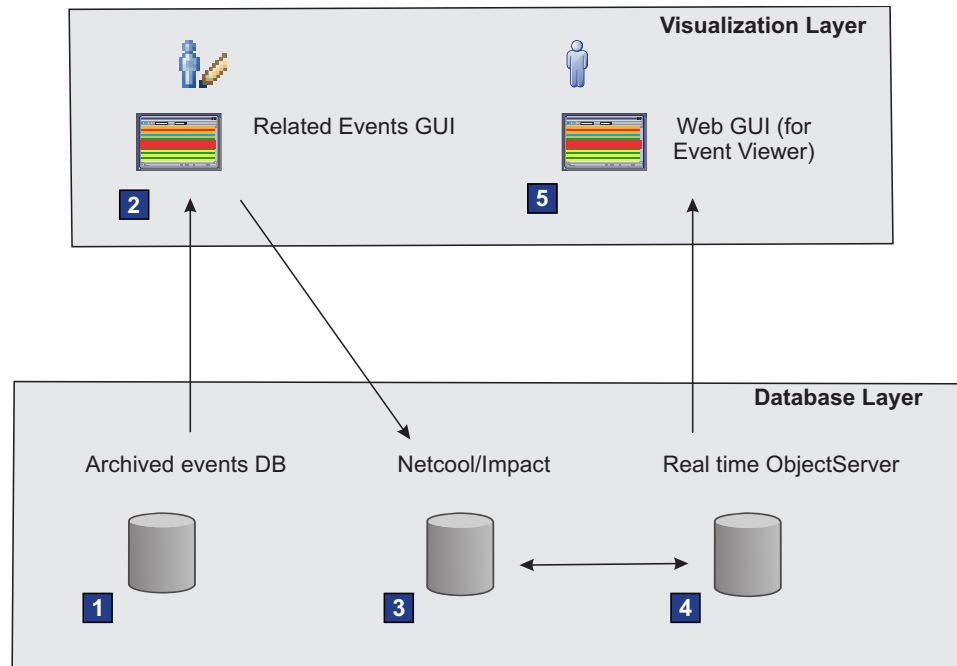 Visualization Layer
Related Events GUI
Web GUI (for
Event Viewer)
2
5
Database Layer
Archived events DB
Netcool/Impact
Real time ObjectServer
1
3
4